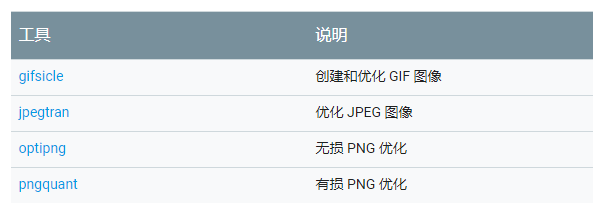 工具 说明
gifsicle 创建和优化 GIF 图像
jpegtran 优化 JPEG 图像
optipng 无损 PNG 优化
pngquant 有损 PNG 优化